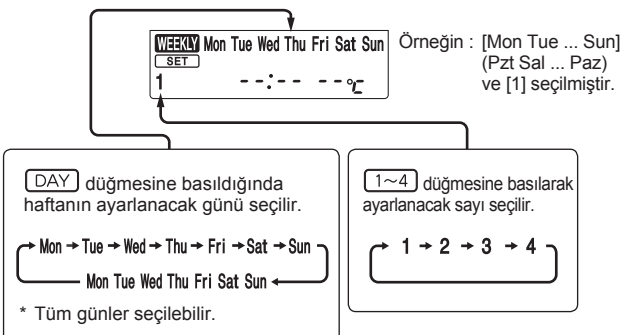 WEEKLY Mon Tue Wed Thu Fri Sat Sun
SET
1 --:-- --°C
Örneğin : [Mon Tue ... Sun]
(Pzt Sal ... Paz)
ve [1] seçilmiştir.
DAY düğmesine basıldığında
haftanın ayarlanacak günü seçilir.
→ Mon → Tue → Wed → Thu → Fri → Sat → Sun
Mon Tue Wed Thu Fri Sat Sun ←
* Tüm günler seçilebilir.
1~4 düğmesine basılarak
ayarlanacak sayı seçilir.
→ 1 → 2 → 3 → 4